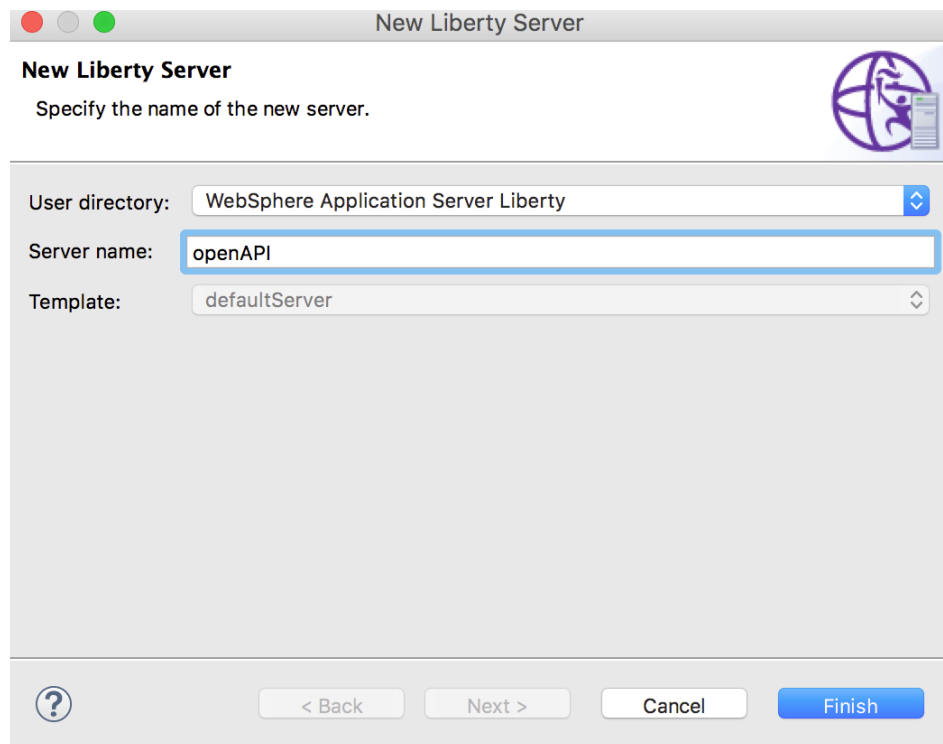 New Liberty Server
New Liberty Server
Specify the name of the new server.
User directory: WebSphere Application Server Liberty
Server name: openAPI
Template: defaultServer
? < Back Next > Cancel Finish